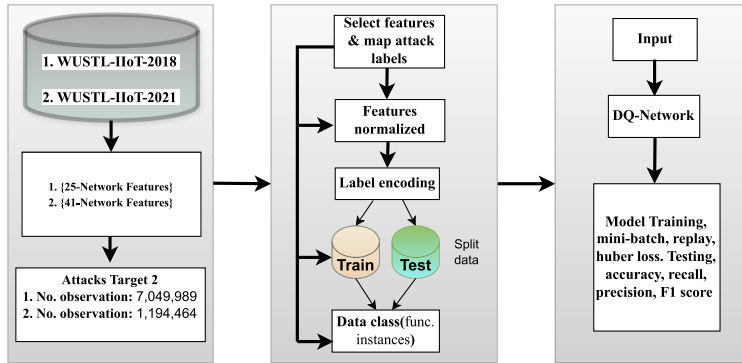 1. WUSTL-IIoT-2018
2. WUSTL-IIoT-2021
1. {25-Network Features}
2. {41-Network Features}
Attacks Target 2
1. No. observation: 7,049,989
2. No. observation: 1,194,464
Select features
& map attack
labels
Features
normalized
Label encoding
Train
Test
Split
data
Data class(func.
instances)
Input
DQ-Network
Model Training,
mini-batch, replay,
huber loss. Testing,
accuracy, recall,
precision, F1 score